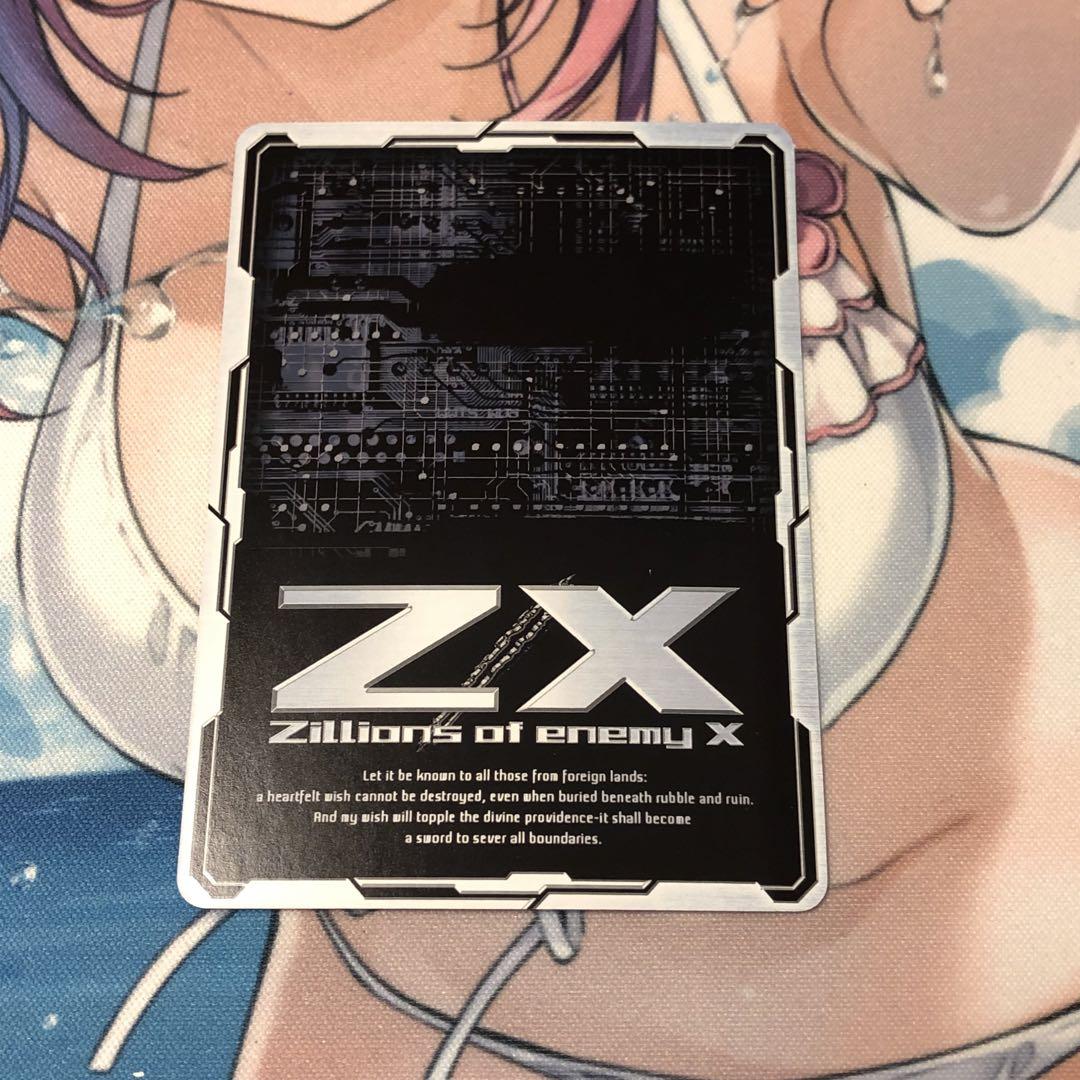 Z/X
Zillions of enemy X
Let it be known to all those from foreign lands:
a heartfelt wish cannot be destroyed, even when buried beneath rubble and ruin.
And my wish will topple the divine providence-it shall become
a sword to sever all boundaries.